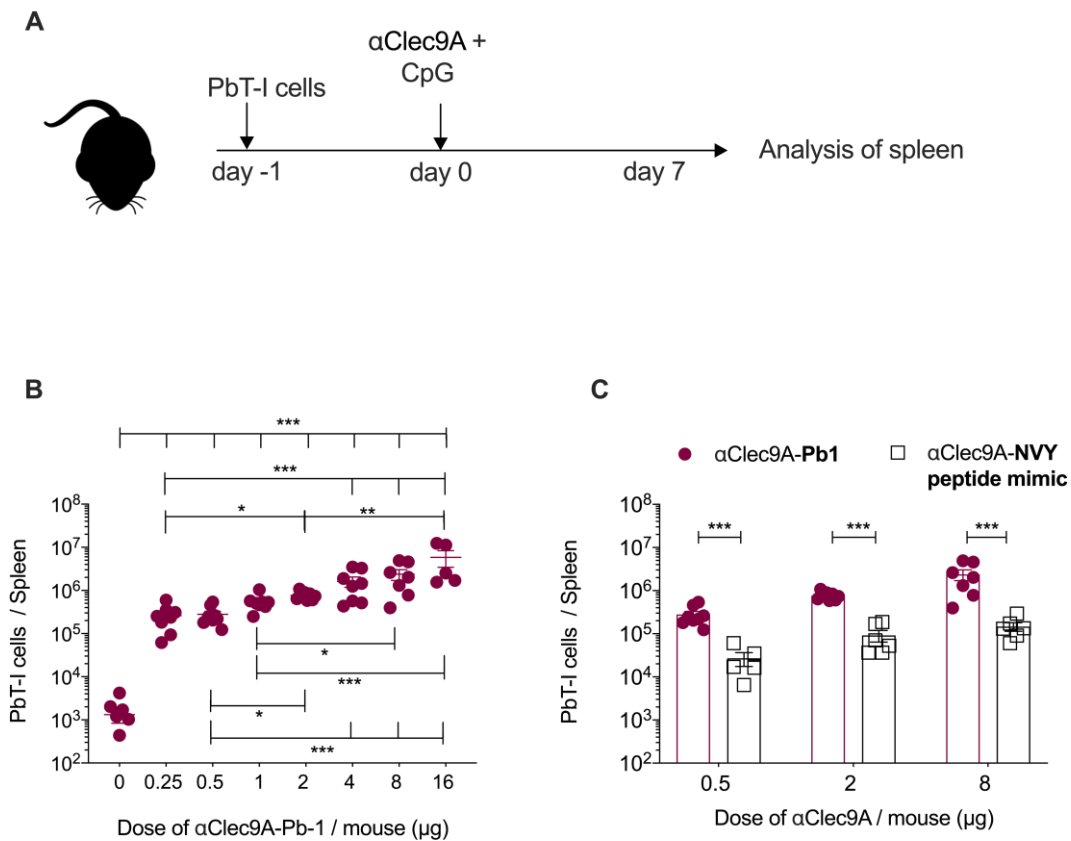 A
αClec9A +
CpG
PbT-I cells
day -1
day 0
day 7
Analysis of spleen
B
***
***
*
**
PbT-I cells / Spleen
10⁸
10⁷
10⁶
10⁵
10⁴
10³
10²
*
***
*
***
0 0.25 0.5 1 2 4 8 16
Dose of αClec9A-Pb-1 / mouse (µg)
C
αClec9A-Pb1
αClec9A-NVY
peptide mimic
*** *** ***
PbT-I cells / Spleen
10⁸
10⁷
10⁶
10⁵
10⁴
10³
10²
0.5 2 8
Dose of αClec9A / mouse (µg)